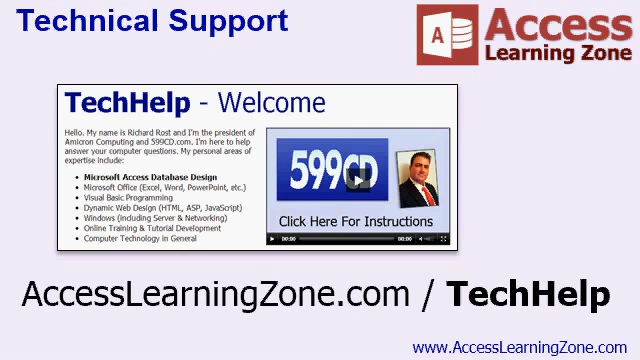 Technical Support
Access
Learning Zone
TechHelp - Welcome
Hello. My name is Richard Rost and I'm the president of
Amicron Computing and 599CD.com. I'm here to help
answer your computer questions. My personal areas of
expertise include:
• Microsoft Access Database Design
• Microsoft Office (Excel, Word, PowerPoint, etc.)
• Visual Basic Programming
• Dynamic Web Design (HTML, ASP, JavaScript)
• Windows (including Server & Networking)
• Online Training & Tutorial Development
• Computer Technology in General
599CD
Click Here For Instructions
00:00 00:00
AccessLearningZone.com / TechHelp
www.AccessLearningZone.com